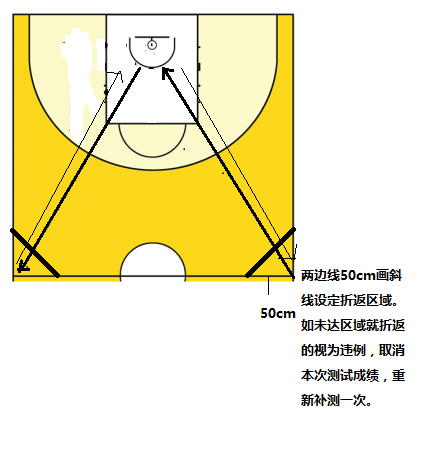 50cm
两边线50cm画斜
线设定折返区域。
如未达区域就折返
的视为违例，取消
本次测试成绩，重
新补测一次。